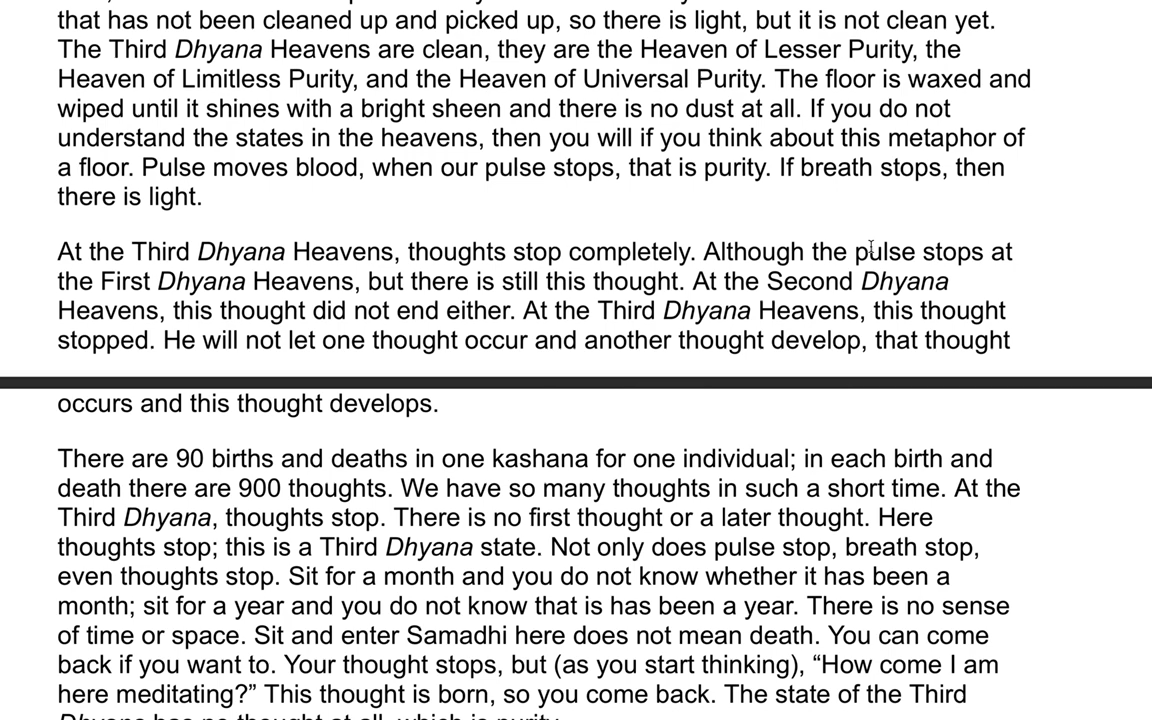 that has not been cleaned up and picked up, so there is light, but it is not clean yet.
The Third Dhyana Heavens are clean, they are the Heaven of Lesser Purity, the
Heaven of Limitless Purity, and the Heaven of Universal Purity. The floor is waxed and
wiped until it shines with a bright sheen and there is no dust at all. If you do not
understand the states in the heavens, then you will if you think about this metaphor of
a floor. Pulse moves blood, when our pulse stops, that is purity. If breath stops, then
there is light.
At the Third Dhyana Heavens, thoughts stop completely. Although the pulse stops at
the First Dhyana Heavens, but there is still this thought. At the Second Dhyana
Heavens, this thought did not end either. At the Third Dhyana Heavens, this thought
stopped. He will not let one thought occur and another thought develop, that thought
occurs and this thought develops.
There are 90 births and deaths in one kashana for one individual; in each birth and
death there are 900 thoughts. We have so many thoughts in such a short time. At the
Third Dhyana, thoughts stop. There is no first thought or a later thought. Here
thoughts stop; this is a Third Dhyana state. Not only does pulse stop, breath stop,
even thoughts stop. Sit for a month and you do not know whether it has been a
month; sit for a year and you do not know that is has been a year. There is no sense
of time or space. Sit and enter Samadhi here does not mean death. You can come
back if you want to. Your thought stops, but (as you start thinking), “How come I am
here meditating?” This thought is born, so you come back. The state of the Third
Dhyana has no thought at all, which is purity.